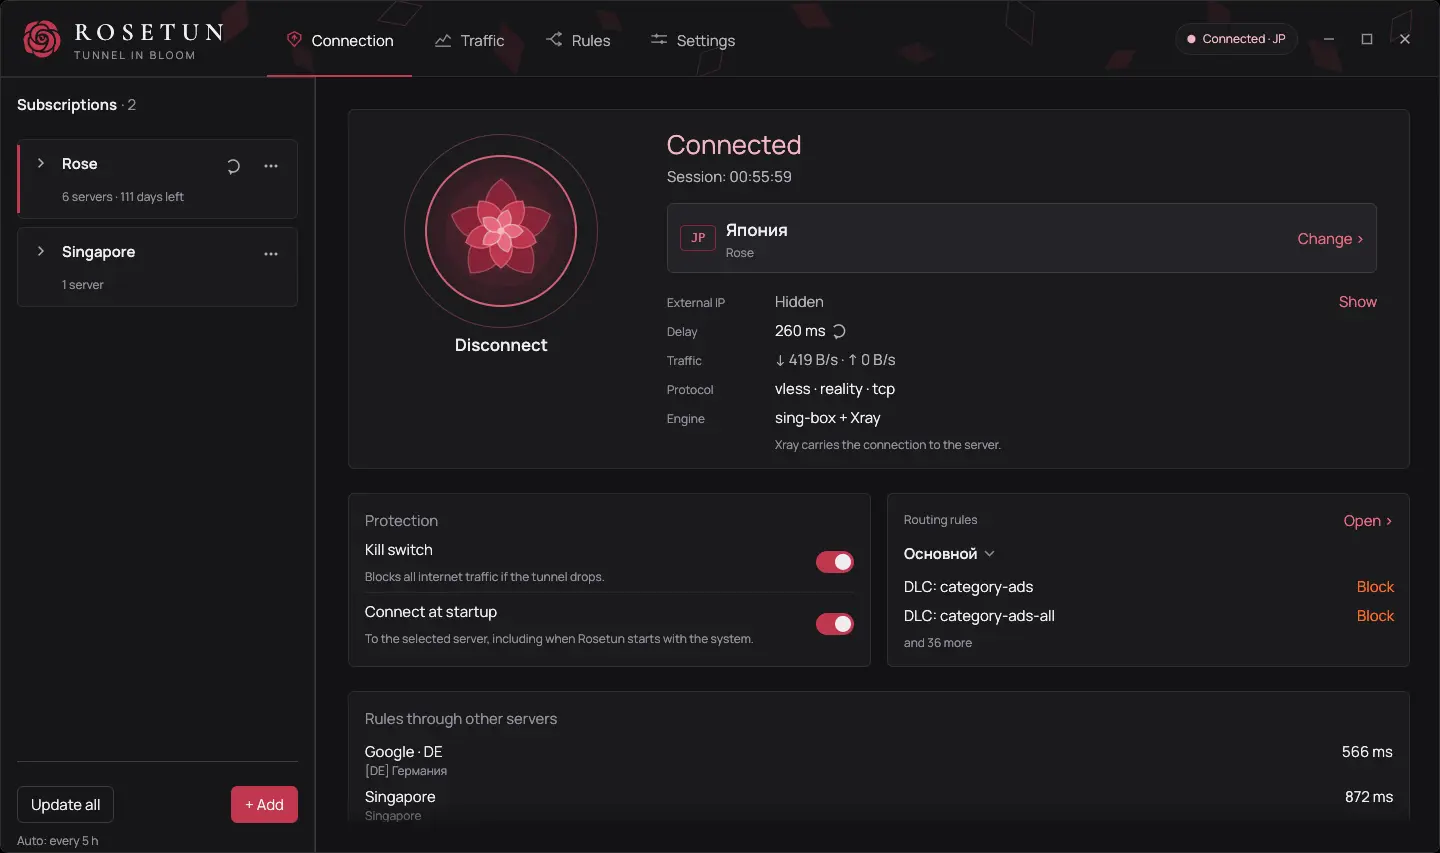 ROSETUN
TUNNEL IN BLOOM
Connection
Traffic
Rules
Settings
Connected · JP
Subscriptions · 2
Rose
6 servers · 111 days left
Singapore
1 server
Update all
+ Add
Auto: every 5 h
Disconnect
Connected
Session: 00:55:59
JP
Япония
Rose
Change ›
External IP Hidden Show
Delay 260 ms
Traffic ↓ 419 B/s · ↑ 0 B/s
Protocol vless · reality · tcp
Engine sing-box + Xray
Xray carries the connection to the server.
Protection
Kill switch
Blocks all internet traffic if the tunnel drops.
Connect at startup
To the selected server, including when Rosetun starts with the system.
Routing rules Open ›
Основной
DLC: category-ads Block
DLC: category-ads-all Block
and 36 more
Rules through other servers
Google · DE 566 ms
[DE] Германия
Singapore 872 ms
Singapore